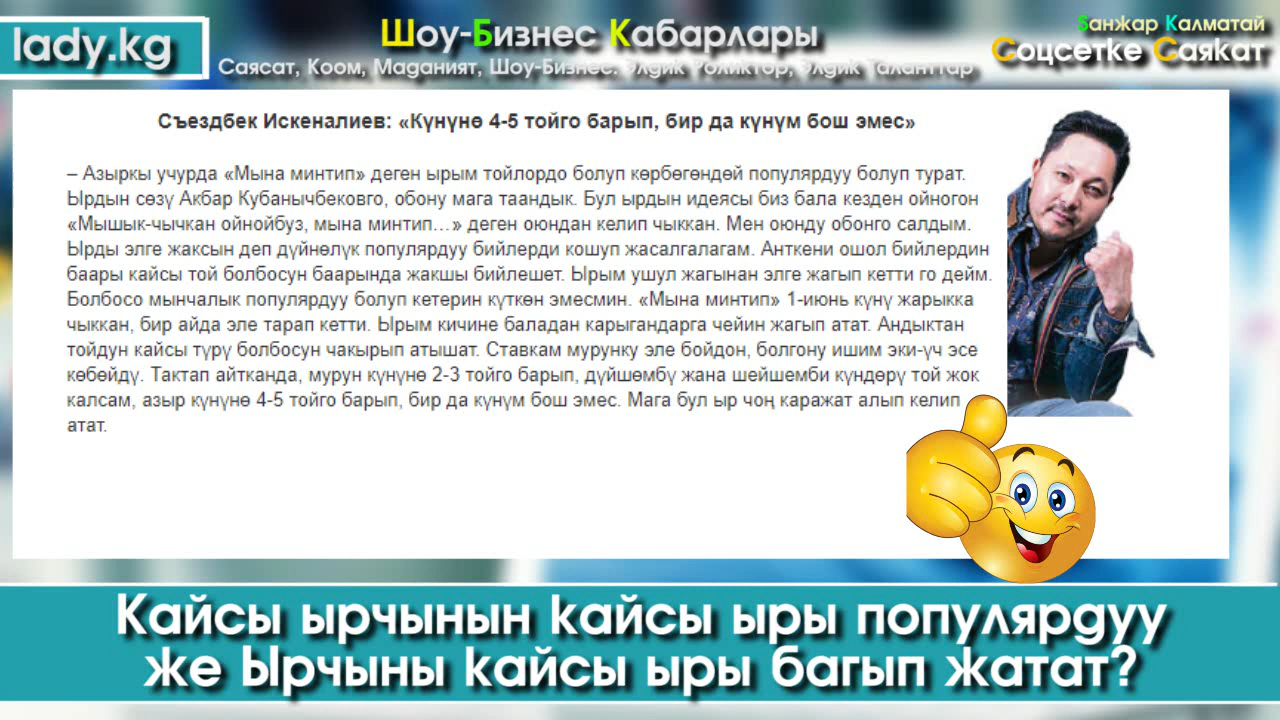 lady.kg
Шоу-Бизнес Кабарлары
Саясат, Коом, Маданият, Шоу-Бизнес. Элдик Роликтор, Элдик Таланттар
Банжар Калматай
Соцсетке Саякат
Съездбек Искеналиев: «Күнүнө 4-5 тойго барып, бир да күнүм бош эмес»
– Азыркы учурда «Мына минтип» деген ырым тойлордо болуп көрбөгөндөй популярдуу болуп турат.
Ырдын сөзү Акбар Кубанычбековго, обону мага таандык. Бул ырдын идеясы биз бала кезден ойногон
«Мышык-чычкан ойнойбуз, мына минтип…» деген оюндан келип чыккан. Мен оюнду обонго салдым.
Ырды элге жаксын деп дүйнөлүк популярдуу бийлерди кошуп жасалгалагам. Анткени ошол бийлердин
баары кайсы той болбосун баарында жакшы бийлешет. Ырым ушул жагынан элге жагып кетти го дейм.
Болбосо мынчалык популярдуу болуп кетерин күткөн эмесмин. «Мына минтип» 1-июнь күнү жарыкка
чыккан, бир айда эле тарап кетти. Ырым кичине баладан карыгандарга чейин жагып атат. Андыктан
тойдун кайсы түрү болбосун чакырып атышат. Ставкам мурунку эле бойдон, болгону ишим эки-үч эсе
көбөйдү. Тактап айтканда, мурун күнүнө 2-3 тойго барып, дүйшөмбү жана шейшемби күндөрү той жок
калсам, азыр күнүнө 4-5 тойго барып, бир да күнүм бош эмес. Мага бул ыр чоң каражат алып келип
атат.
Кайсы ырчынын кайсы ыры популярдуу
же Ырчыны кайсы ыры багып жатат?